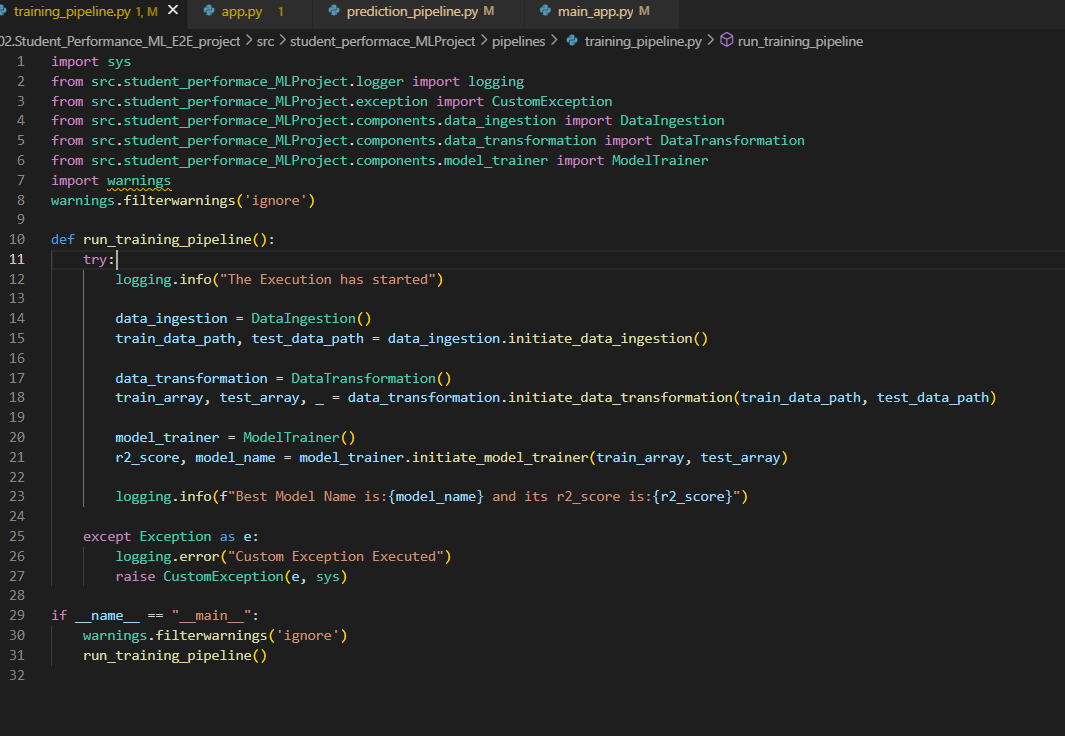 training_pipeline.py 1, M app.py 1 prediction_pipeline.py M main_app.py M
02.Student_Performance_ML_E2E_project > src > student_performace_MLProject > pipelines > training_pipeline.py > run_training_pipeline
1 import sys
2 from src.student_performace_MLProject.logger import logging
3 from src.student_performace_MLProject.exception import CustomException
4 from src.student_performace_MLProject.components.data_ingestion import DataIngestion
5 from src.student_performace_MLProject.components.data_transformation import DataTransformation
6 from src.student_performace_MLProject.components.model_trainer import ModelTrainer
7 import warnings
8 warnings.filterwarnings('ignore')
9
10 def run_training_pipeline():
11     try:
12         logging.info("The Execution has started")
13
14         data_ingestion = DataIngestion()
15         train_data_path, test_data_path = data_ingestion.initiate_data_ingestion()
16
17         data_transformation = DataTransformation()
18         train_array, test_array, _ = data_transformation.initiate_data_transformation(train_data_path, test_data_path)
19
20         model_trainer = ModelTrainer()
21         r2_score, model_name = model_trainer.initiate_model_trainer(train_array, test_array)
22
23         logging.info(f"Best Model Name is:{model_name} and its r2_score is:{r2_score}")
24
25     except Exception as e:
26         logging.error("Custom Exception Executed")
27         raise CustomException(e, sys)
28
29 if __name__ == "__main__":
30     warnings.filterwarnings('ignore')
31     run_training_pipeline()
32